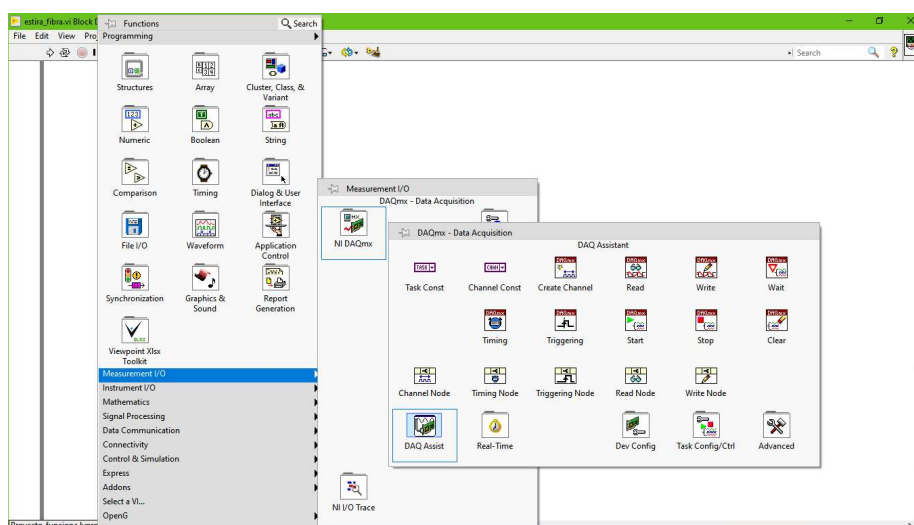 estira_fibra.vi Block
File Edit View
Functions
Search
Programming
Search
Structures
Array
Cluster, Class, &
Variant
Numeric
Boolean
String
Comparison
Timing
Dialog & User
Interface
File I/O
Waveform
Application
Control
Synchronization
Graphics &
Sound
Report
Generation
Viewpoint Xlsx
Toolkit
Measurement I/O
Instrument I/O
Mathematics
Signal Processing
Data Communication
Connectivity
Control & Simulation
Express
Addons
Select a VI...
OpenG
Measurement I/O
DAQmx - Data Acquisition
NI DAQmx
NI I/O Trace
DAQmx - Data Acquisition
DAQ Assistant
Task Const
Channel Const
Create Channel
Read
Write
Wait
Timing
Triggering
Start
Stop
Clear
Channel Node
Timing Node
Triggering Node
Read Node
Write Node
DAQ Assist
Real-Time
Dev Config
Task Config/Ctrl
Advanced